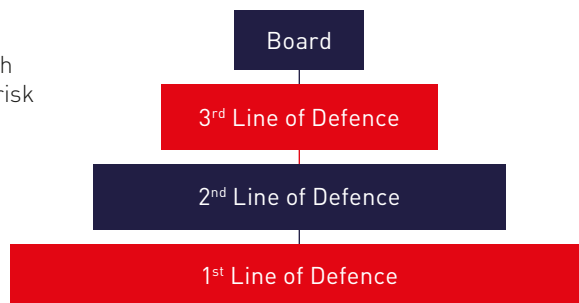 Board
h
risk
3rd Line of Defence
2nd Line of Defence
1st Line of Defence